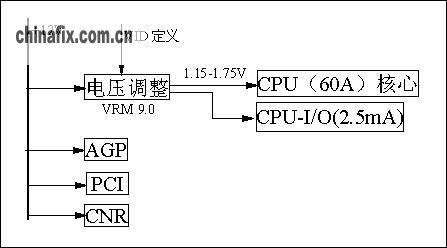 chinafix.com.cn
VID 定义
电压调整
VRM 9.0
1.15-1.75V
CPU（60A）核心
CPU-I/O(2.5mA)
AGP
PCI
CNR